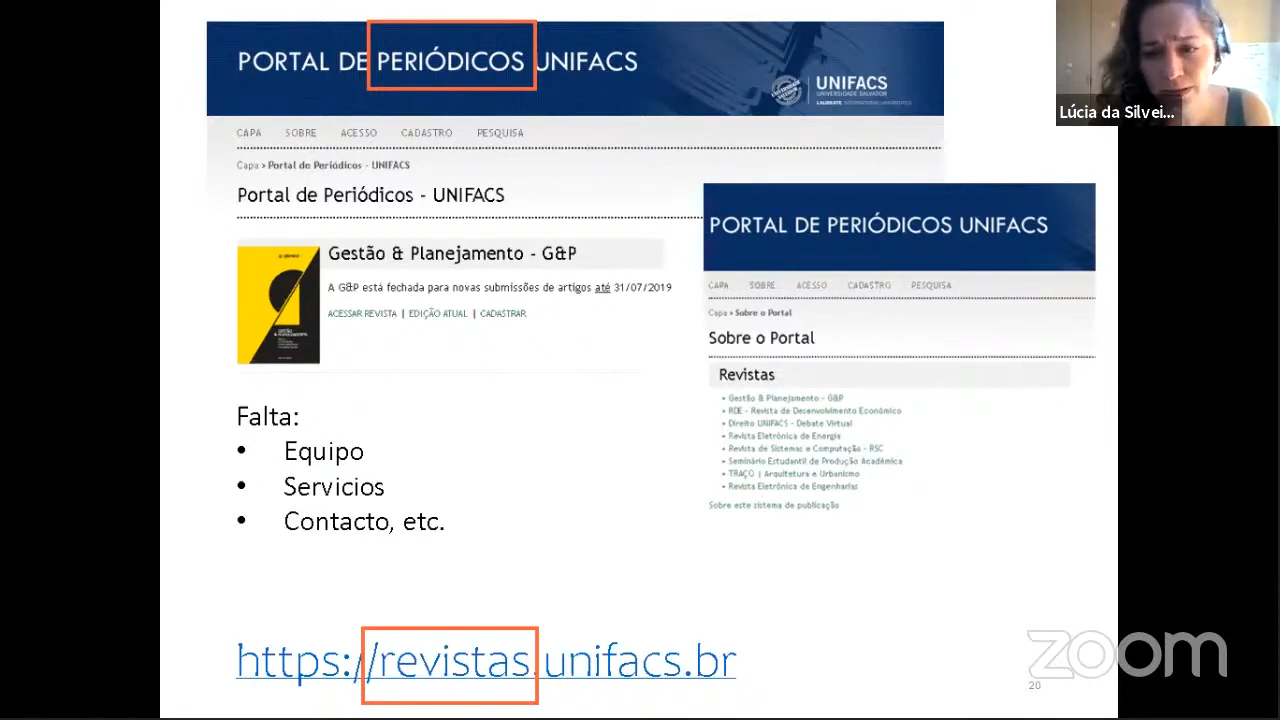 PORTAL DE PERIÓDICOS UNIFACS
UNIFACS
UNIVERSIDADE SALVADOR
LAUREATE INTERNATIONAL UNIVERSITIES
CAPA SOBRE ACESSO CADASTRO PESQUISA
Capa > Portal de Periódicos - UNIFACS
Portal de Periódicos - UNIFACS
Gestão & Planejamento - G&P
A G&P está fechada para novas submissões de artigos até 31/07/2019
ACESSAR REVISTA | EDIÇÃO ATUAL | CADASTRAR
Falta:
• Equipo
• Servicios
• Contacto, etc.
https://revistas.unifacs.br
PORTAL DE PERIÓDICOS UNIFACS
CAPA SOBRE ACESSO CADASTRO PESQUISA
Capa > Sobre o Portal
Sobre o Portal
Revistas
• Gestão & Planejamento - G&P
• RDE - Revista de Desenvolvimento Econômico
• Direito UNIFACS - Debate Virtual
• Revista Eletrônica de Energia
• Revista de Sistemas e Computação - RSC
• Seminário Estudantil de Produção Acadêmica
• TRAÇO | Arquitetura e Urbanismo
• Revista Eletrônica de Engenharias
Sobre este sistema de publicação
Lúcia da Silvei...
zoom
20